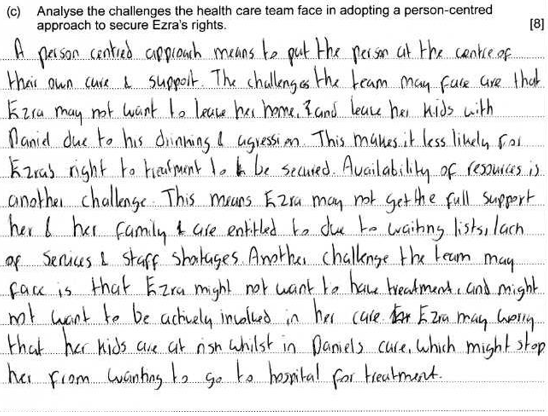 (c) Analyse the challenges the health care team face in adopting a person-centred
approach to secure Ezra's rights. [8]
A person centred approach means to put the person at the centre of
their own care & support. The challenges the team may face are that
Ezra may not want to leave her home, and leave her kids with
Daniel due to his drinking & agression. This makes it less likely for
Ezras right to treatment to be secured. Availability of resources is
another challenge. This means Ezra may not get the full support
her & her family are entitled to due to waiting lists, lack
of services & staff shortages. Another challenge the team may
face is that Ezra might not want to have treatment, and might
not want to be actively involved in her care. Ezra may worry
that her kids are at risk whilst in Daniels care, which might stop
her from wanting to go to hospital for treatment.